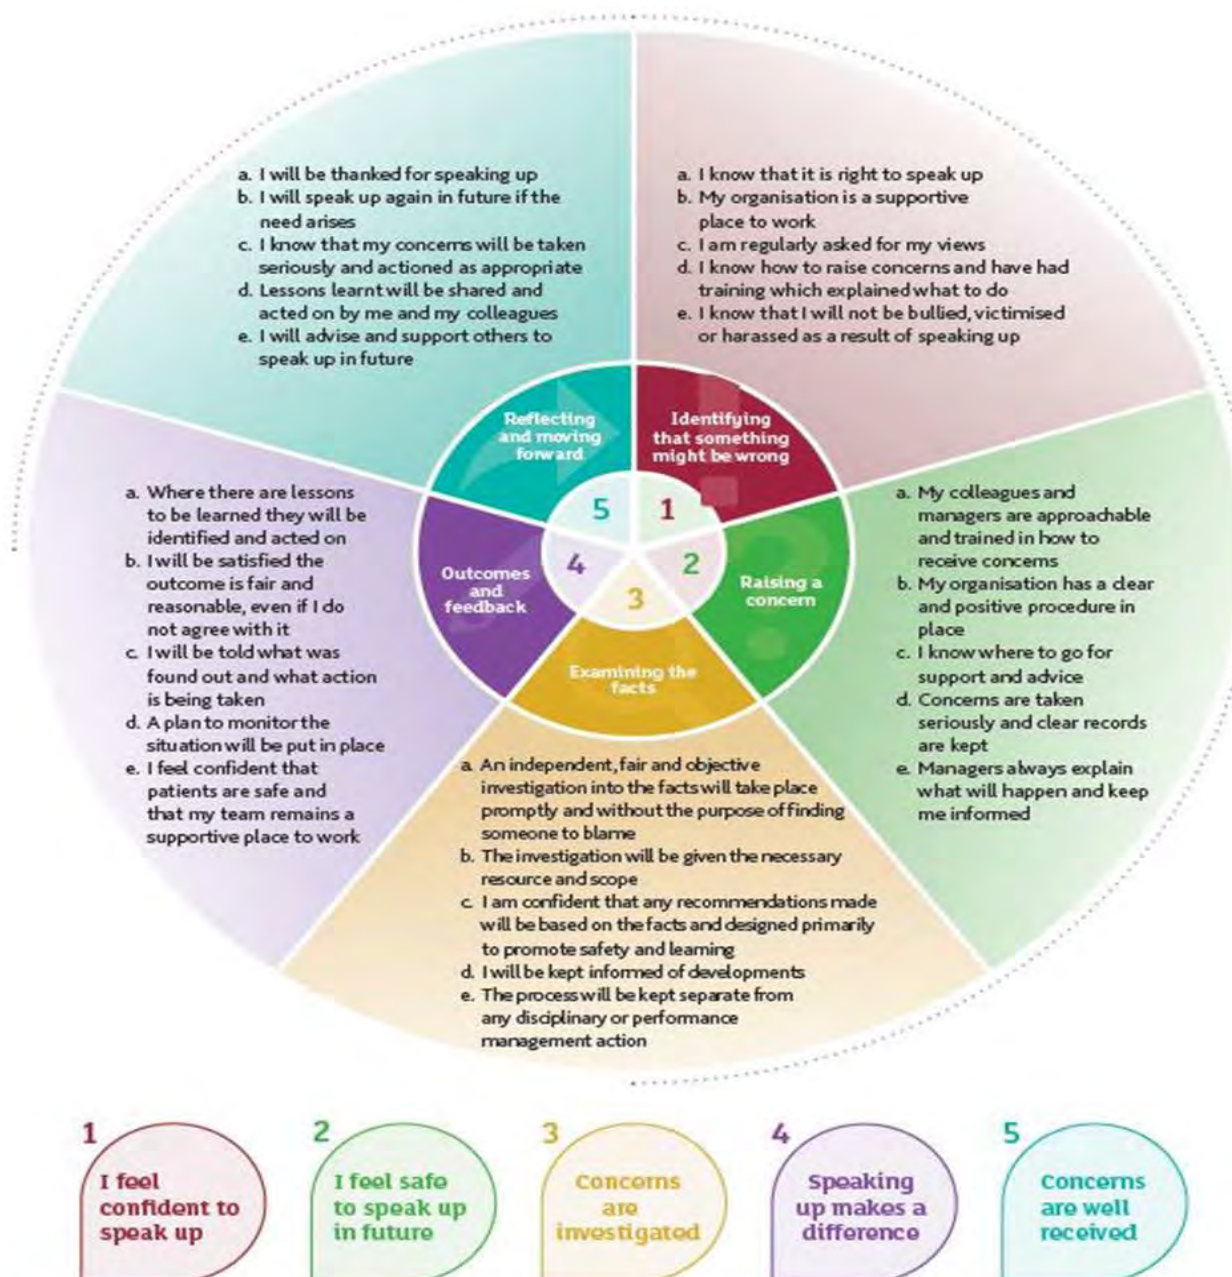 a. I will be thanked for speaking up
b. I will speak up again in future if the
need arises
c. I know that my concerns will be taken
seriously and actioned as appropriate
d. Lessons learnt will be shared and
acted on by me and my colleagues
e. I will advise and support others to
speak up in future
a. I know that it is right to speak up
b. My organisation is a supportive
place to work
c. I am regularly asked for my views
d. I know how to raise concerns and have had
training which explained what to do
e. I know that I will not be bullied, victimised
or harassed as a result of speaking up
Reflecting
and moving
forward
Identifying
that something
might be wrong
5
1
4
2
3
Outcomes
and
feedback
Raising a
concern
Examining the
facts
a. Where there are lessons
to be learned they will be
identified and acted on
b. I will be satisfied the
outcome is fair and
reasonable, even if I do
not agree with it
c. I will be told what was
found out and what action
is being taken
d. A plan to monitor the
situation will be put in place
e. I feel confident that
patients are safe and
that my team remains a
supportive place to work
a. My colleagues and
managers are approachable
and trained in how to
receive concerns
b. My organisation has a clear
and positive procedure in
place
c. I know where to go for
support and advice
d. Concerns are taken
seriously and clear records
are kept
e. Managers always explain
what will happen and keep
me informed
a. An independent, fair and objective
investigation into the facts will take place
promptly and without the purpose of finding
someone to blame
b. The investigation will be given the necessary
resource and scope
c. I am confident that any recommendations made
will be based on the facts and designed primarily
to promote safety and learning
d. I will be kept informed of developments
e. The process will be kept separate from
any disciplinary or performance
management action
1
I feel
confident to
speak up
2
I feel safe
to speak up
in future
3
Concerns
are
investigated
4
Speaking
up makes a
difference
5
Concerns
are well
received